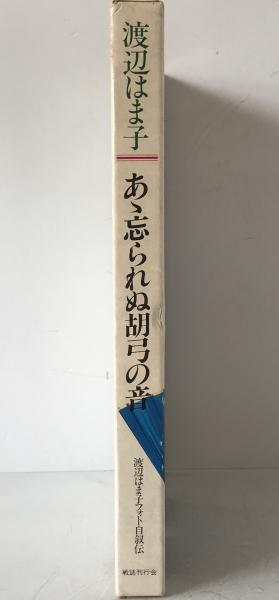 渡辺はま子
あゝ忘られぬ胡弓の音
渡辺はま子フォト自叙伝
戦誌刊行会